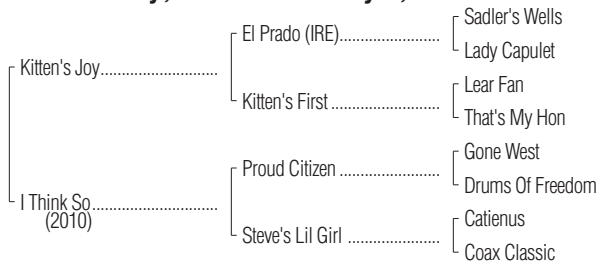 Sadler's Wells
El Prado (IRE)....................
Lady Capulet
Kitten's Joy........................
Lear Fan
Kitten's First ......................
That's My Hon
Gone West
Proud Citizen ....................
Drums Of Freedom
I Think So..........................
(2010)
Catienus
Steve's Lil Girl ...................
Coax Classic